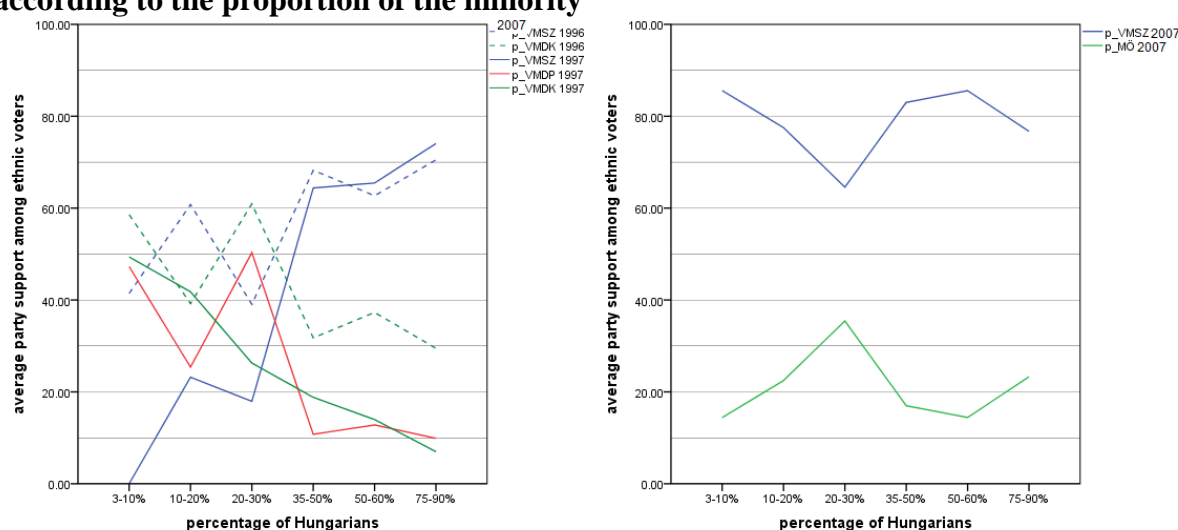 according to the proportion of the minority
2007
p_VMSZ 1996
p_VMDK 1996
p_VMSZ 1997
p_VMDP 1997
p_VMDK 1997
100.00
80.00
60.00
40.00
20.00
0.00
average party support among ethnic voters
3-10% 10-20% 20-30% 35-50% 50-60% 75-90%
percentage of Hungarians
p_VMSZ 2007
p_MÖ 2007
100.00
80.00
60.00
40.00
20.00
0.00
average party support among ethnic voters
3-10% 10-20% 20-30% 35-50% 50-60% 75-90%
percentage of Hungarians